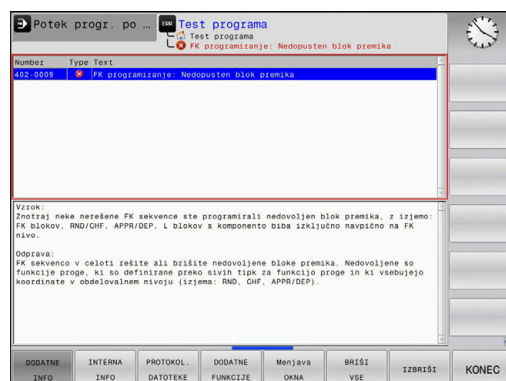 Potek progr. po …
ERR
Test programa
Test programa
FK programiranje: Nedopusten blok premika
Number Type Text
402-0009 FK programiranje: Nedopusten blok premika
Vzrok:
Znotraj neke nerešene FK sekvence ste programirali nedovoljen blok premika, z izjemo:
FK blokov, RND/CHF, APPR/DEP, L blokov s komponento biba izključno navpično na FK
nivo.
Odprava:
FK sekvenco v celoti rešite ali brišite nedovoljene bloke premika. Nedovoljene so
funkcije proge, ki so definirane preko sivih tipk za funkcijo proge in ki vsebujejo
koordinate v obdelovalnem nivoju (izjema: RND, CHF, APPR/DEP).
DODATNE INFO
INTERNA INFO
PROTOKOL. DATOTEKE
DODATNE FUNKCIJE
Menjava OKNA
BRIŠI VSE
IZBRIŠI
KONEC